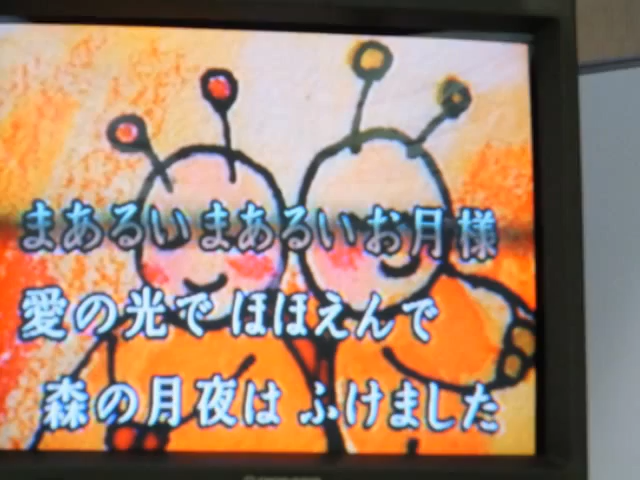 まあるいまあるいお月様
愛の光で ほほえんで
森の月夜は ふけました